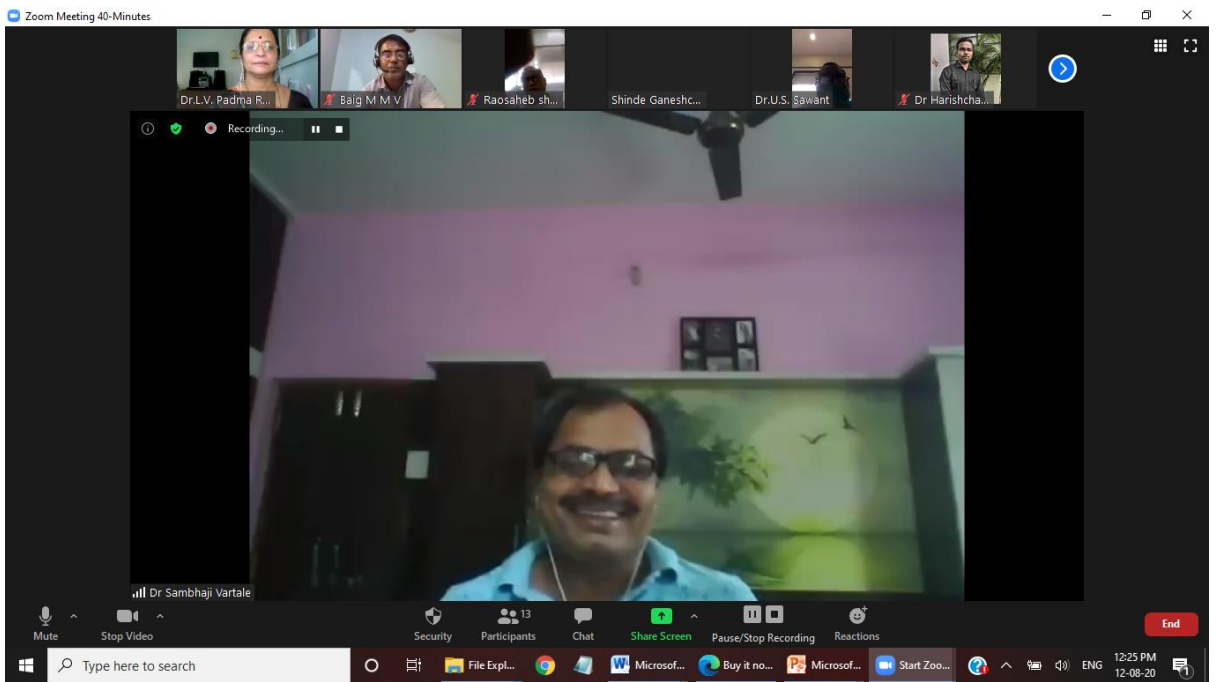 Zoom Meeting 40-Minutes
Dr.L.V. Padma R...
Baig M M V
Raosaheb sh...
Shinde Ganeshc...
Dr.U.S. Sawant
Dr Harishcha...
Recording...
Dr Sambhaji Vartale
Mute
Stop Video
Security
13
Participants
Chat
Share Screen
Pause/Stop Recording
Reactions
End
Type here to search
File Expl...
Microsof...
Buy it no...
Microsof...
Start Zoo...
ENG
12:25 PM
12-08-20
1